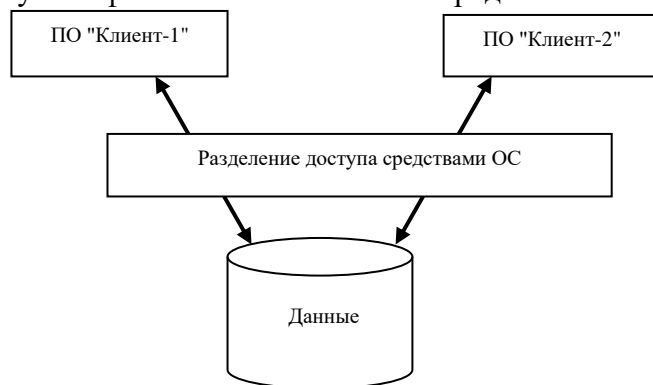 ПО "Клиент-1"
ПО "Клиент-2"
Разделение доступа средствами ОС
Данные